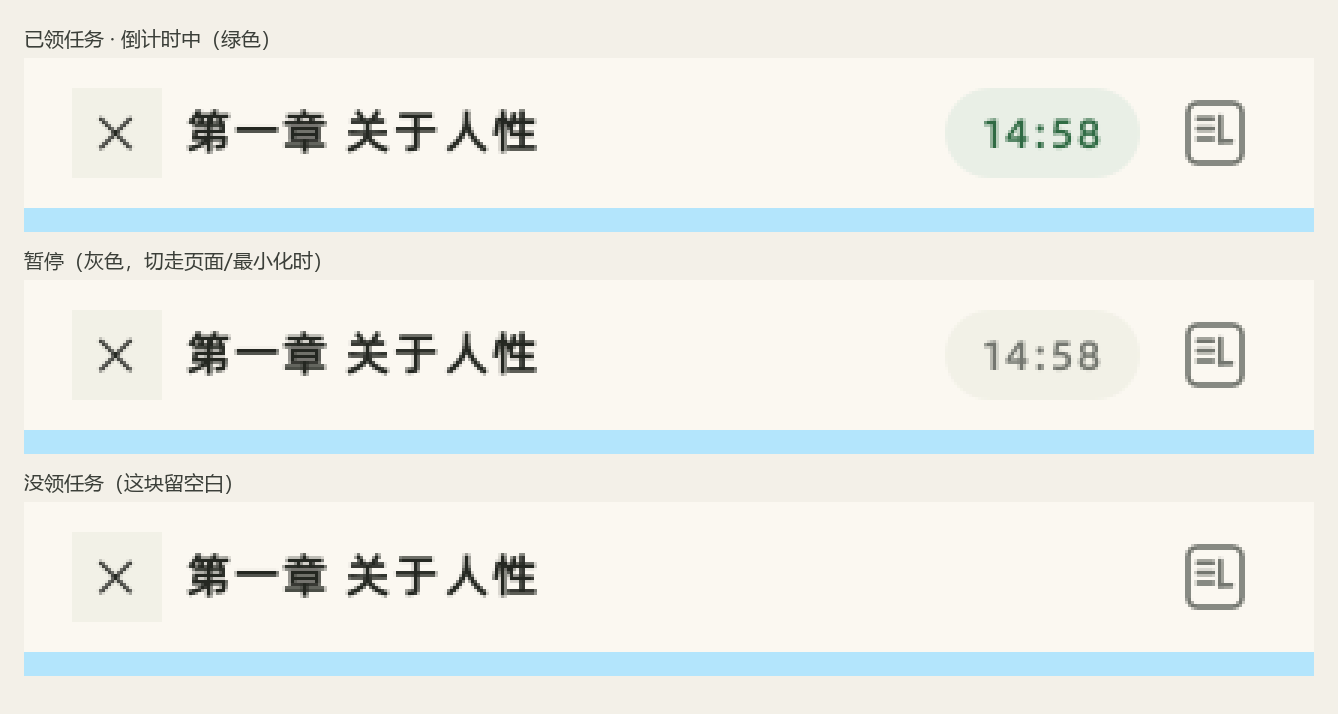 已领任务 · 倒计时中（绿色）
× 第一章 关于人性 14:58
暂停（灰色，切走页面/最小化时）
× 第一章 关于人性 14:58
没领任务（这块留空白）
× 第一章 关于人性